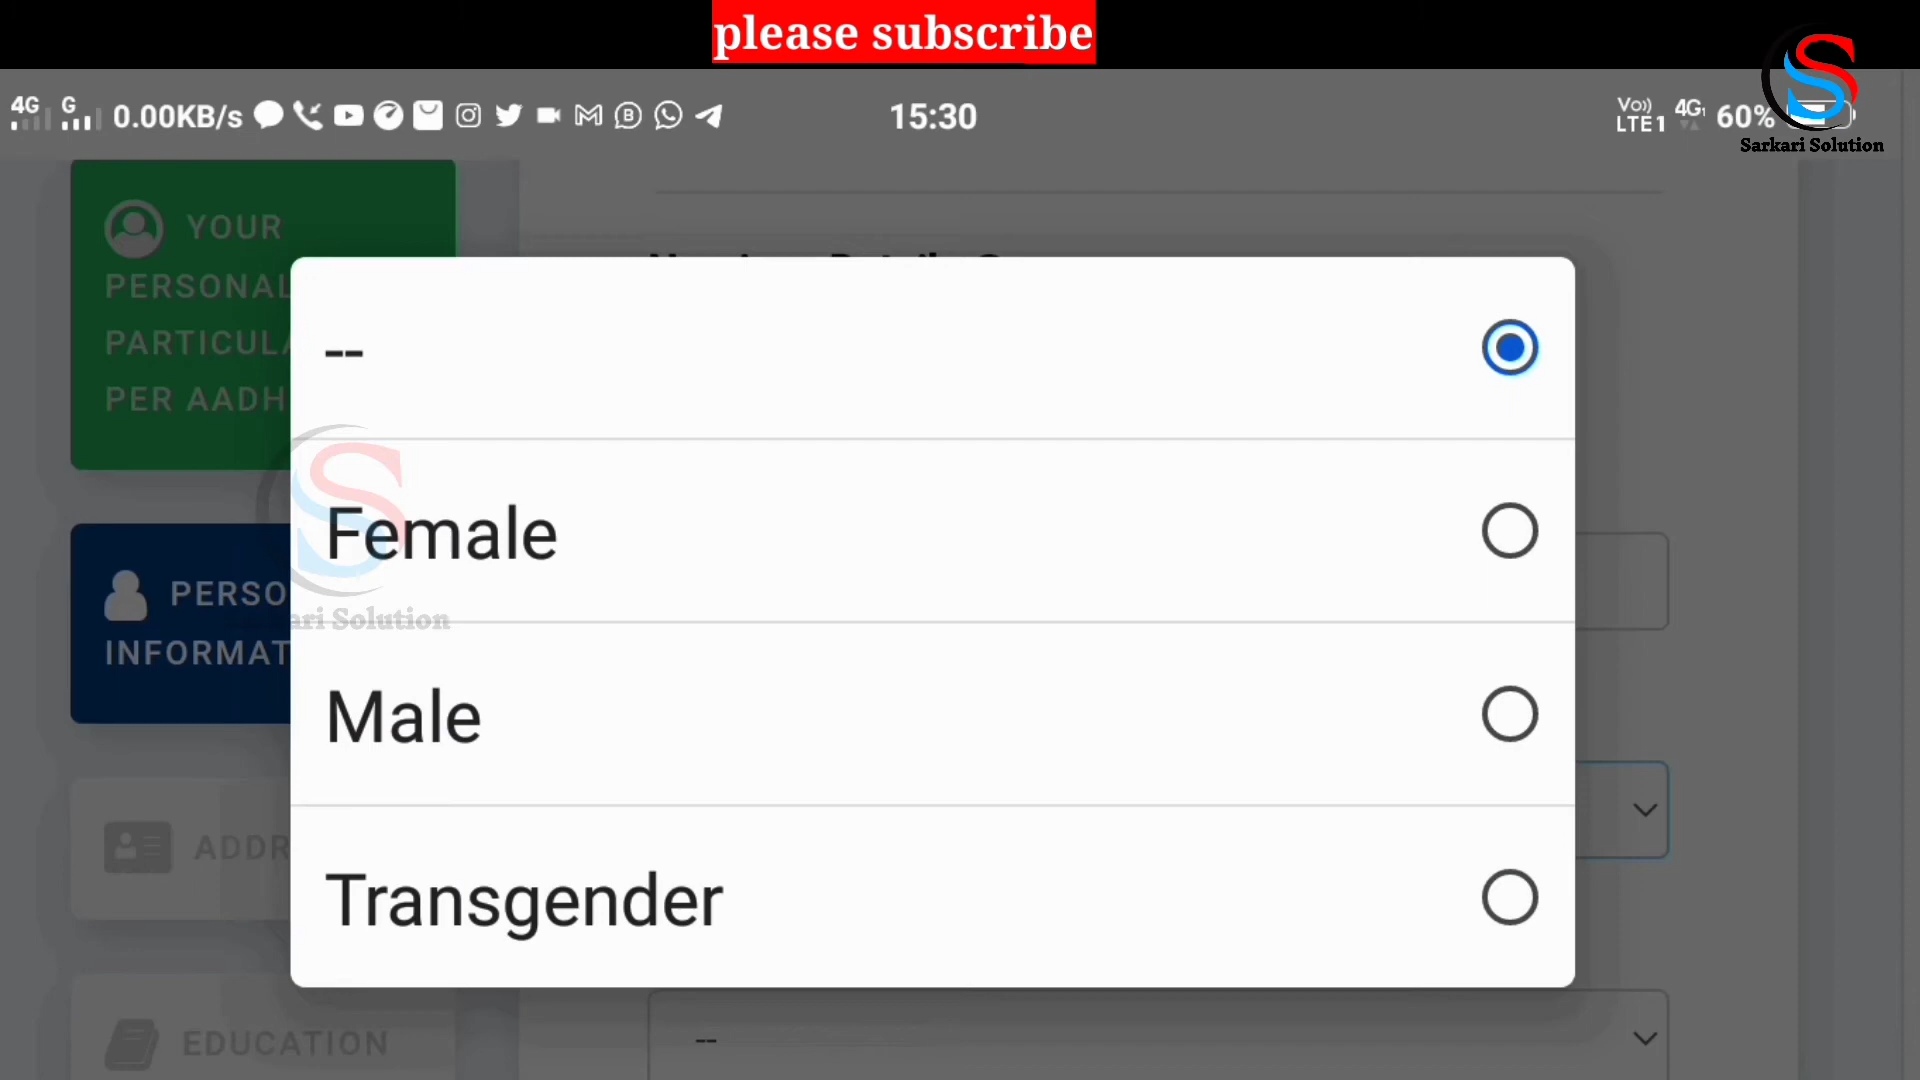 please subscribe
4G G 0.00KB/s 15:30 Vo)) LTE1 4G 60%
Sarkari Solution
YOUR
PERSONAL
PER AADH
--
Female
ari Solution
PERSO
INFORMAT
Male
ADDR
Transgender
EDUCATION
--